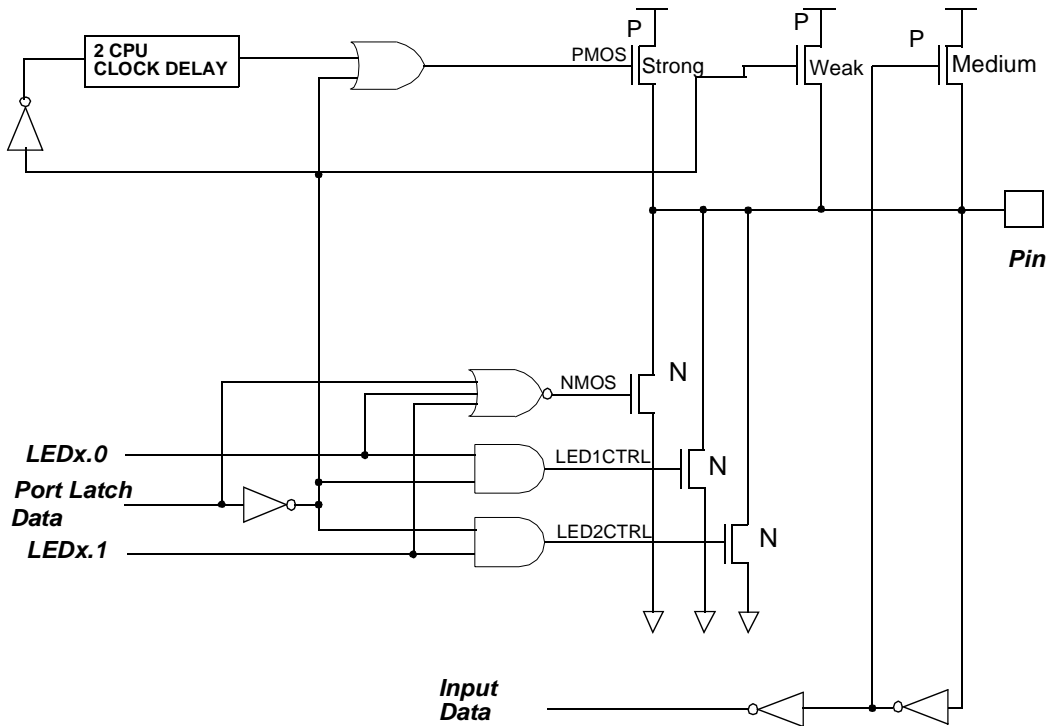 P
P
P
2 CPU
CLOCK DELAY
PMOS
Strong
Weak
Medium
Pin
NMOS
N
LEDx.0
LED1CTRL
N
Port Latch
Data
LEDx.1
LED2CTRL
N
Input
Data